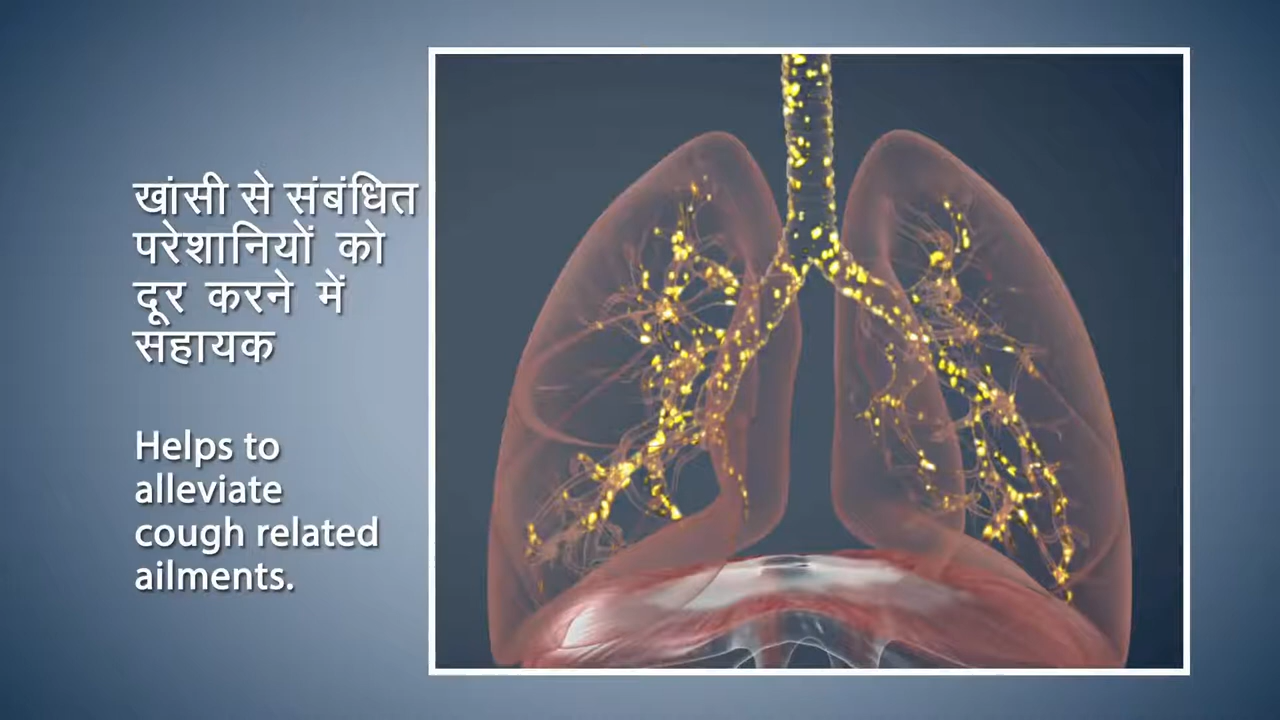 खांसी से संबंधित
परेशानियों को
दूर करने में
सहायक
Helps to
alleviate
cough related
ailments.